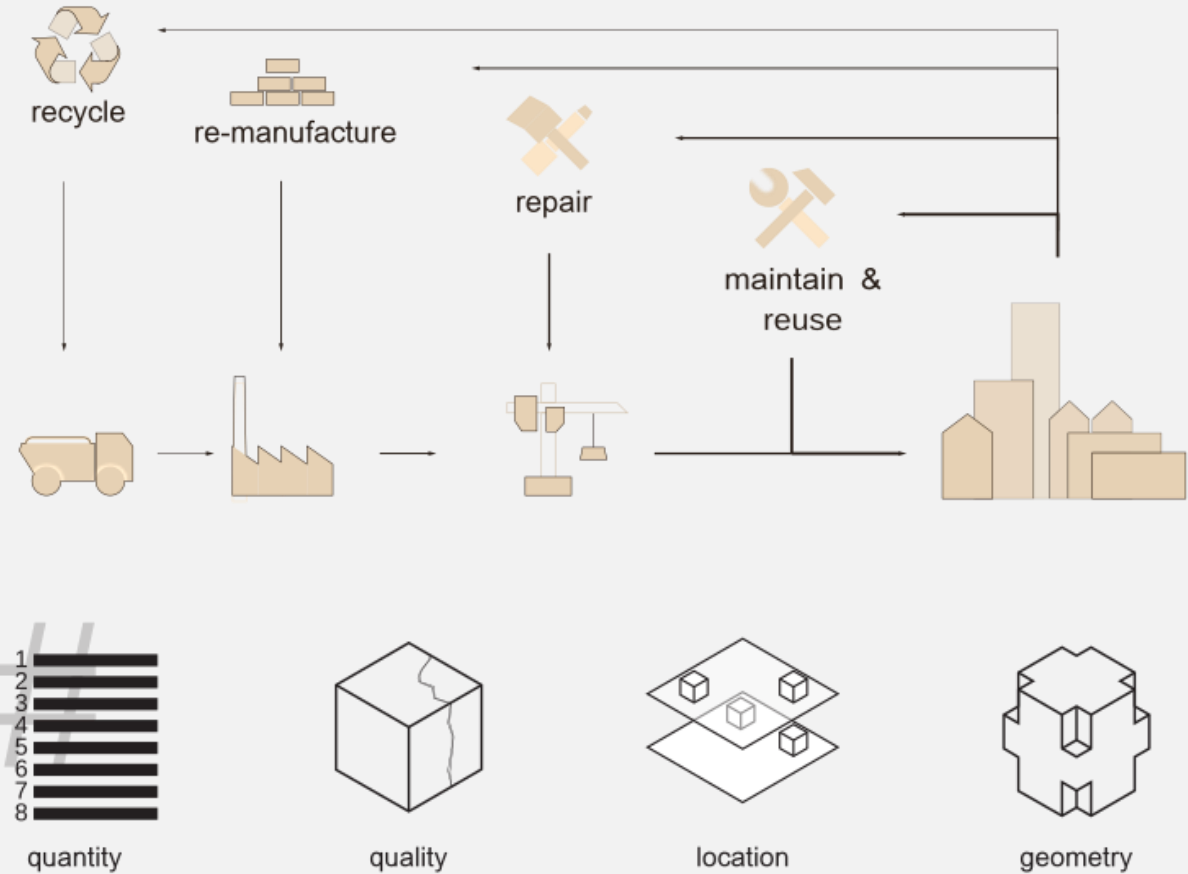 recycle
re-manufacture
repair
maintain &
reuse
#
1
2
3
4
5
6
7
8
quantity
quality
location
geometry